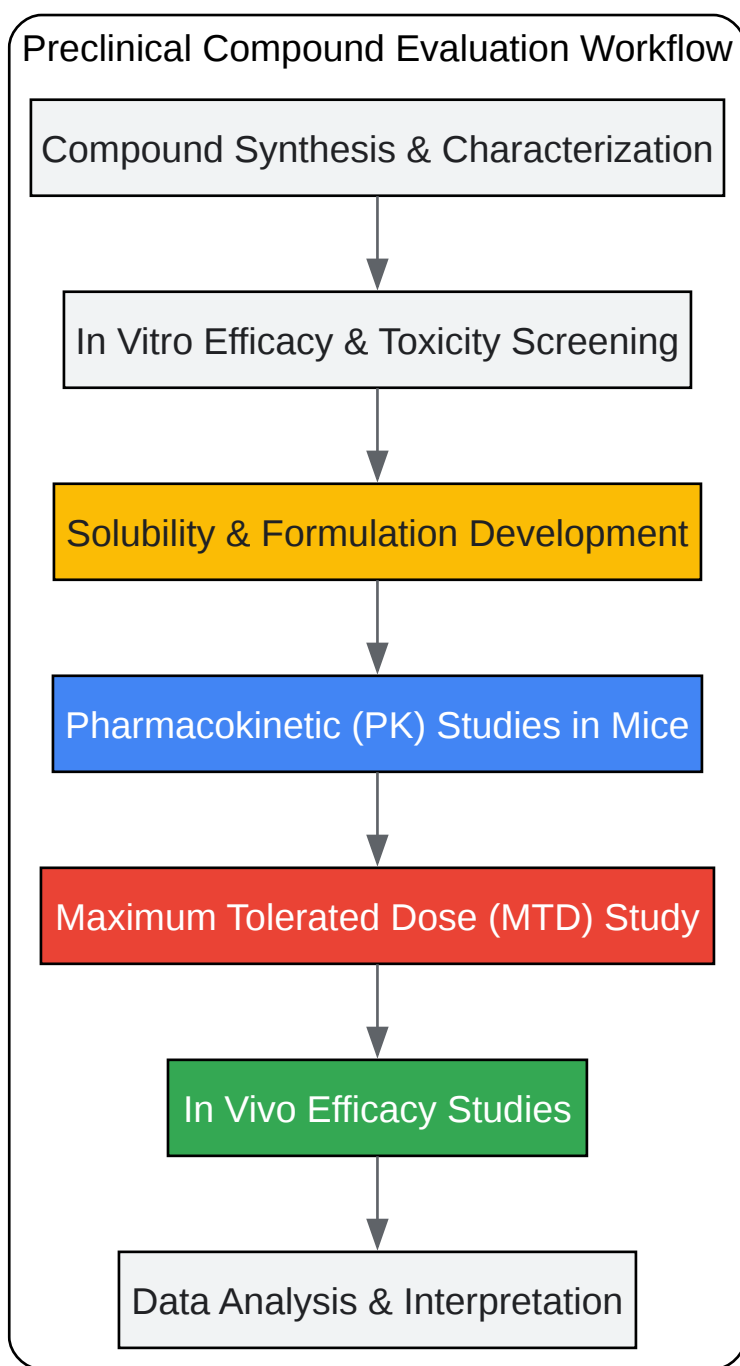 Preclinical Compound Evaluation Workflow
Compound Synthesis & Characterization
In Vitro Efficacy & Toxicity Screening
Solubility & Formulation Development
Pharmacokinetic (PK) Studies in Mice
Maximum Tolerated Dose (MTD) Study
In Vivo Efficacy Studies
Data Analysis & Interpretation